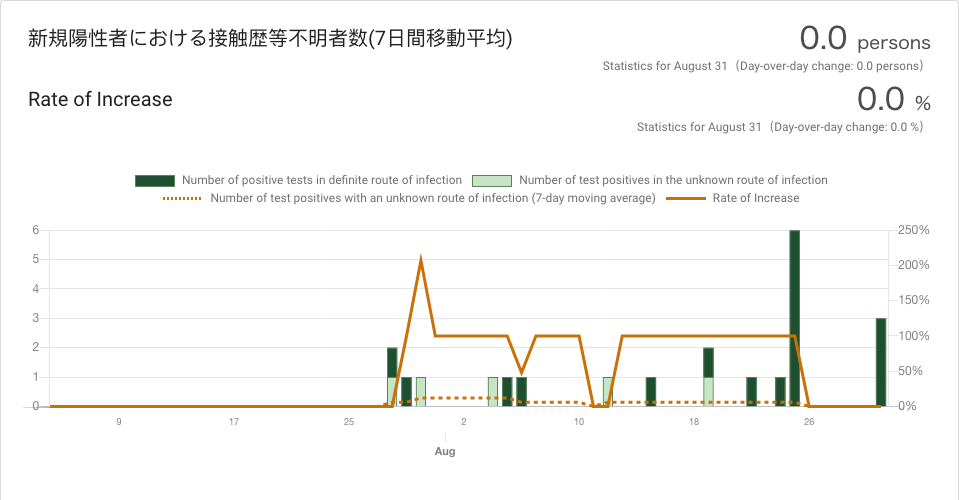 新規陽性者における接触歴等不明者数(7日間移動平均)
0.0 persons
Statistics for August 31（Day-over-day change: 0.0 persons）
Rate of Increase
0.0 %
Statistics for August 31（Day-over-day change: 0.0 %）
Number of positive tests in definite route of infection
Number of test positives in the unknown route of infection
Number of test positives with an unknown route of infection (7-day moving average)
Rate of Increase
6
250%
5
200%
4
150%
3
100%
2
50%
1
0
0%
9
17
25
2
10
18
26
Aug